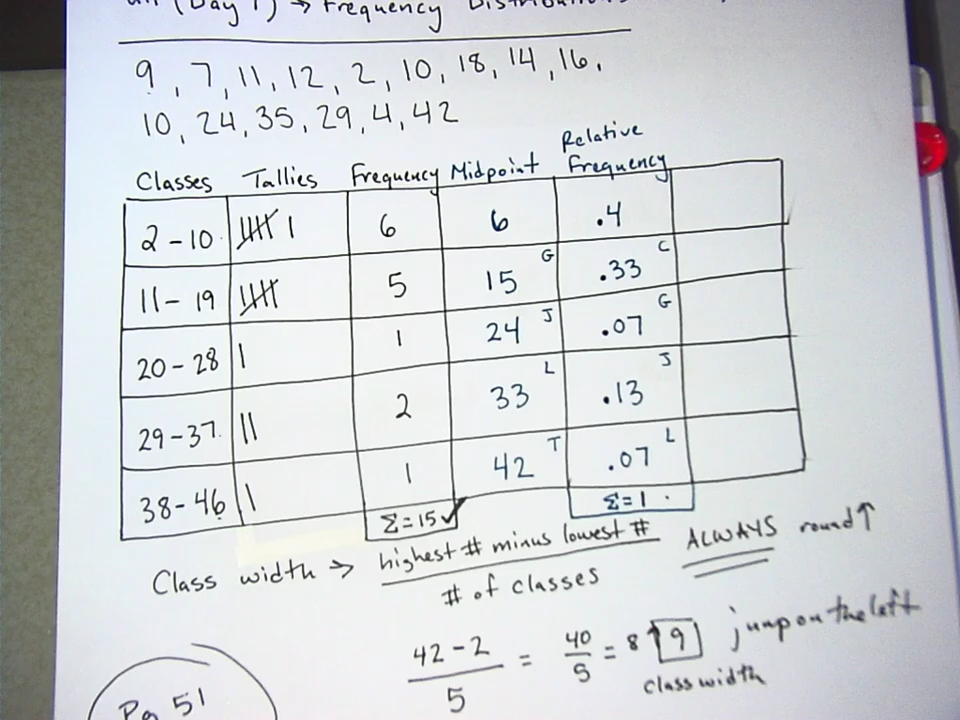 (Day 1) → Frequency Distributions
9, 7, 11, 12, 2, 10, 18, 14, 16,
10, 24, 35, 29, 4, 42
Classes Tallies Frequency Midpoint Relative Frequency
2-10 |||| | 6 6 .4
11-19 |||| 5 15 G .33 C
20-28 | 1 24 J .07 G
29-37 || 2 33 L .13 J
38-46 | 1 42 T .07 L
Σ=15 ✓ Σ=1
Class width → highest # minus lowest # ALWAYS round ↑
# of classes
42-2 / 5 = 40 / 5 = 8 ↑ 9 jump on the left
class width
Pg 51